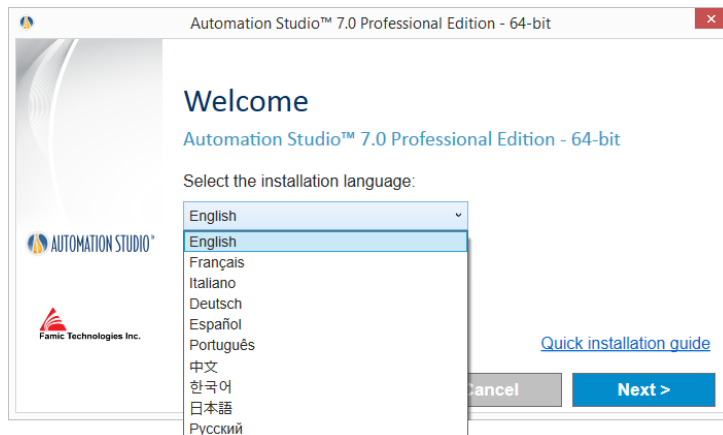 Automation Studio™ 7.0 Professional Edition - 64-bit
×
Welcome
Automation Studio™ 7.0 Professional Edition - 64-bit
Select the installation language:
English
English
Français
Italiano
Deutsch
Español
Português
中文
한국어
日本語
Русский
AUTOMATION STUDIO™
Famic Technologies Inc.
Quick installation guide
Cancel
Next >